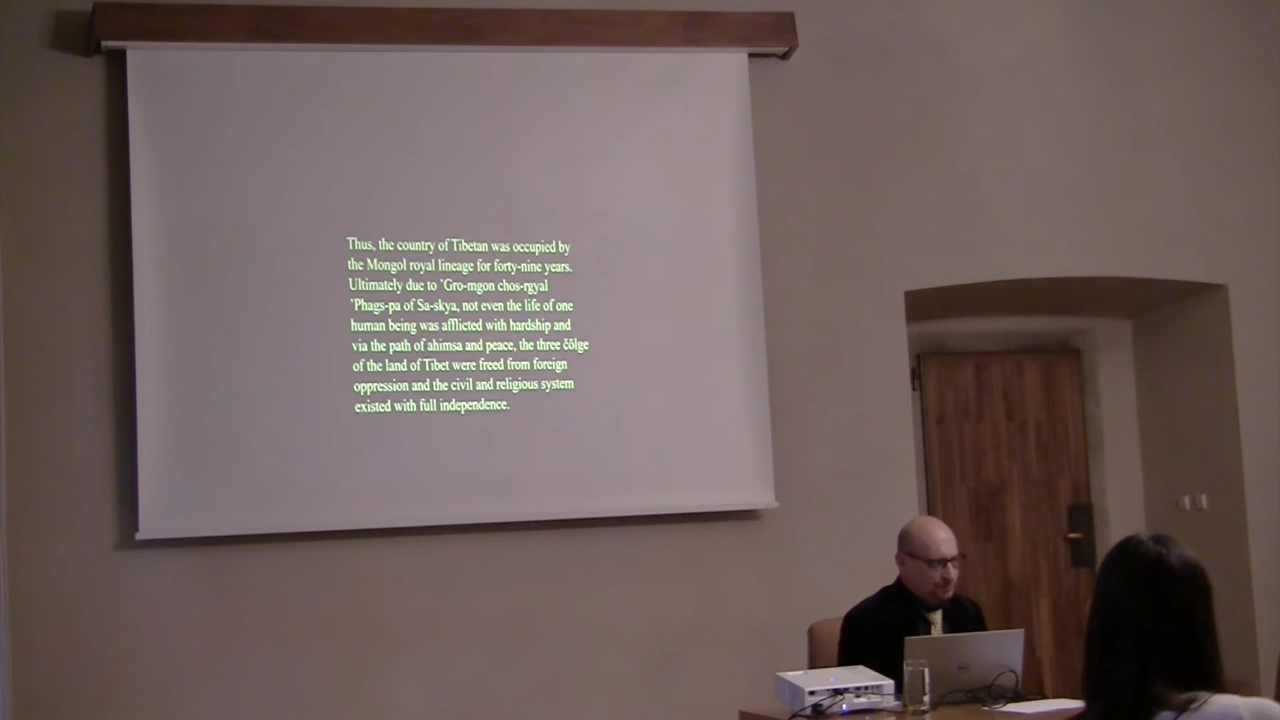 Thus, the country of Tibetan was occupied by
the Mongol royal lineage for forty-nine years.
Ultimately due to 'Gro-mgon chos-rgyal
'Phags-pa of Sa-skya, not even the life of one
human being was afflicted with hardship and
via the path of ahimsa and peace, the three čölge
of the land of Tibet were freed from foreign
oppression and the civil and religious system
existed with full independence.
DELL